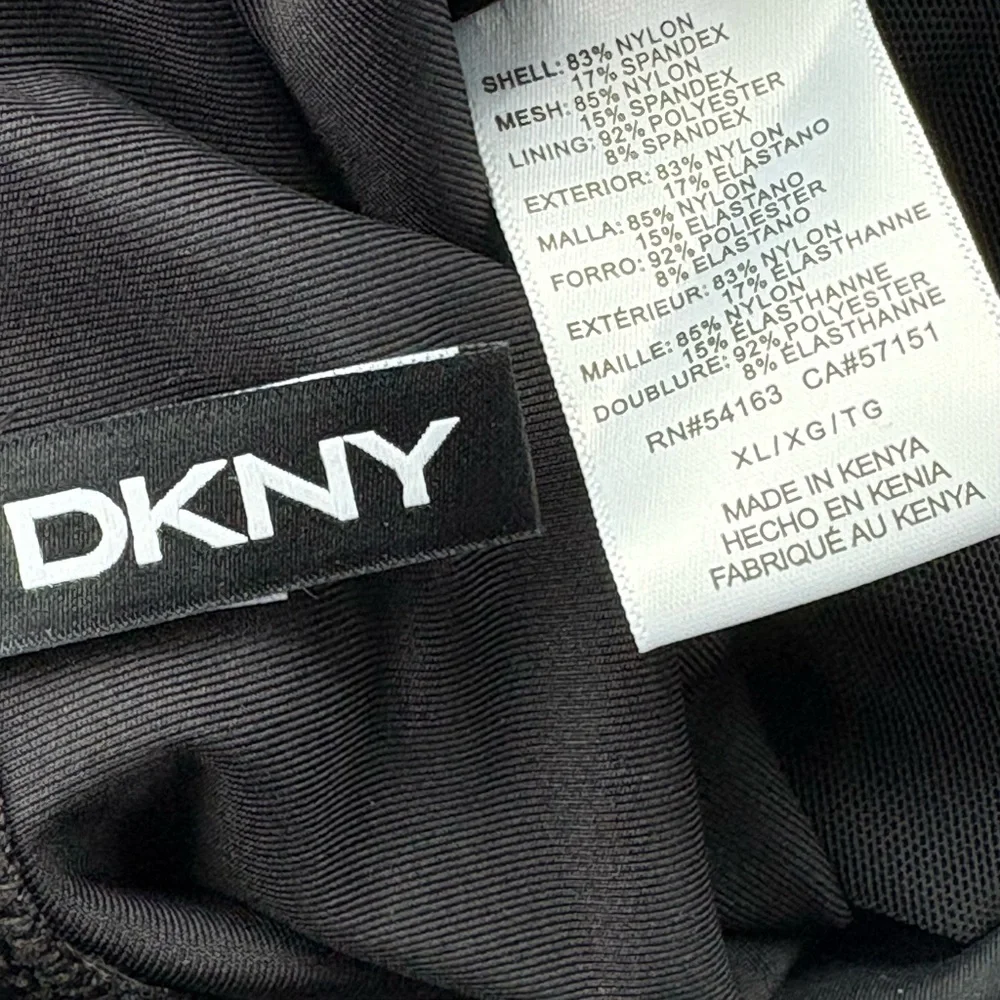 DKNY
SHELL: 83% NYLON
17% SPANDEX
MESH: 85% NYLON
15% SPANDEX
LINING: 92% POLYESTER
8% SPANDEX
EXTERIOR: 83% NYLON
17% ELASTANO
MALLA: 85% NYLON
15% ELASTANO
FORRO: 92% POLIESTER
8% ELASTANO
EXTÉRIEUR: 83% NYLON
17% ÉLASTHANNE
MAILLE: 85% NYLON
15% ÉLASTHANNE
DOUBLURE: 92% POLYESTER
8% ÉLASTHANNE
RN#54163 CA#57151
XL/XG/TG
MADE IN KENYA
HECHO EN KENIA
FABRIQUÉ AU KENYA